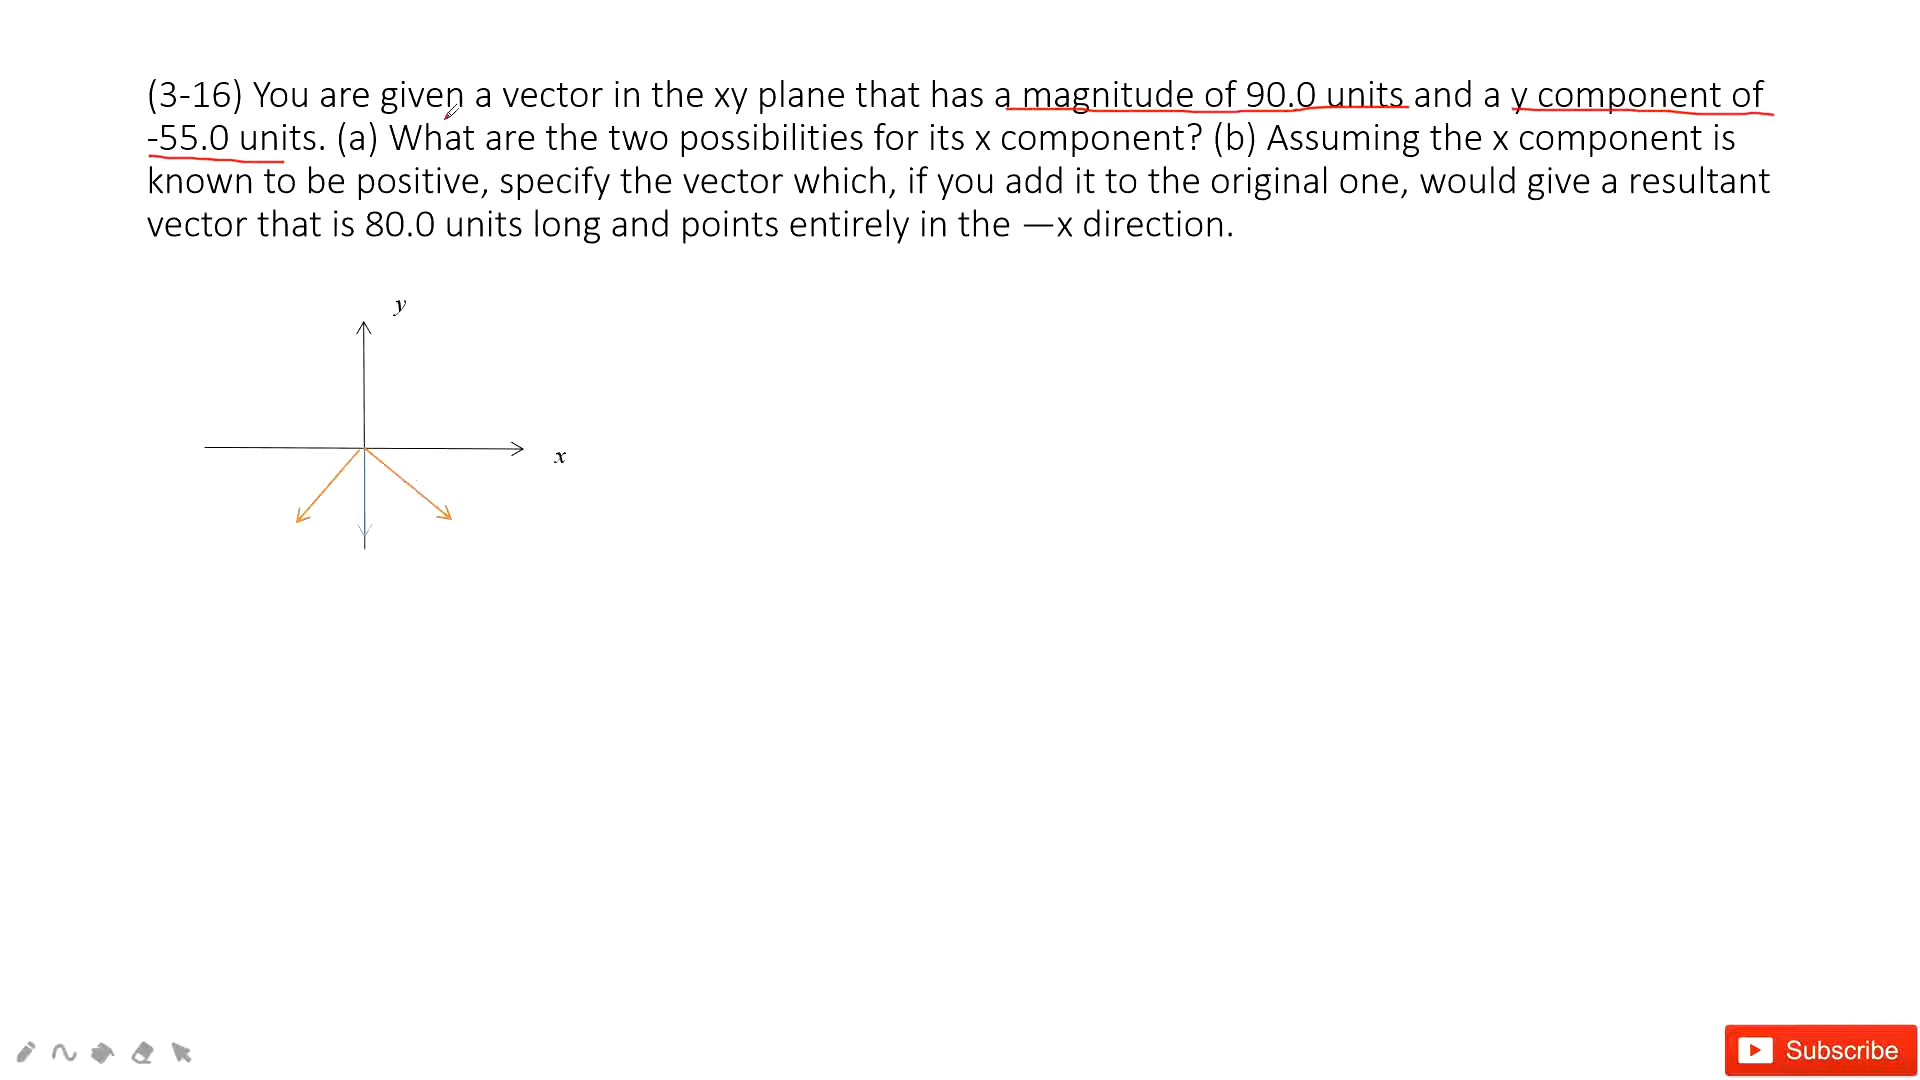 (3-16) You are given a vector in the xy plane that has a magnitude of 90.0 units and a y component of
-55.0 units. (a) What are the two possibilities for its x component? (b) Assuming the x component is
known to be positive, specify the vector which, if you add it to the original one, would give a resultant
vector that is 80.0 units long and points entirely in the —x direction.
y
x
Subscribe